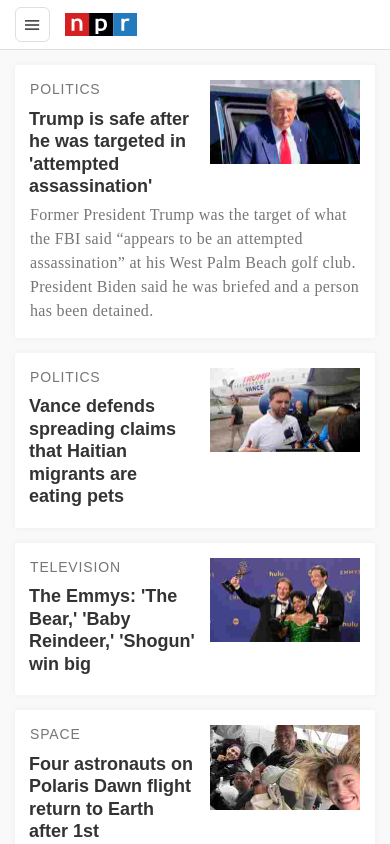 npr
POLITICS
Trump is safe after
he was targeted in
'attempted
assassination'
Former President Trump was the target of what
the FBI said “appears to be an attempted
assassination” at his West Palm Beach golf club.
President Biden said he was briefed and a person
has been detained.
POLITICS
Vance defends
spreading claims
that Haitian
migrants are
eating pets
TRUMP
VANCE
TELEVISION
The Emmys: 'The
Bear,' 'Baby
Reindeer,' 'Shogun'
win big
hulu
EMMYS
hulu
SPACE
Four astronauts on
Polaris Dawn flight
return to Earth
after 1st